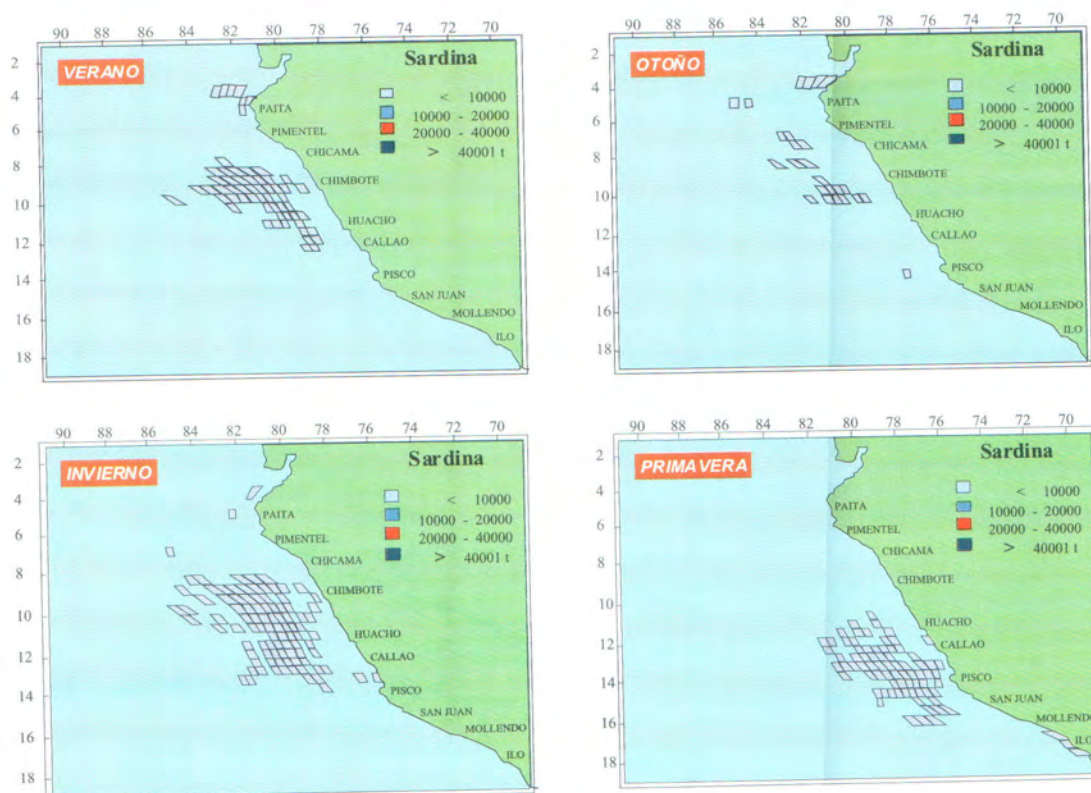 90 88 86 84 82 80 78 76 74 72 70
2
4
6
8
10
12
14
16
18
VERANO
Sardina
< 10000
10000 - 20000
20000 - 40000
> 40001 t
PAITA
PIMENTEL
CHICAMA
CHIMBOTE
HUACHO
CALLAO
PISCO
SAN JUAN
MOLLENDO
ILO
90 88 86 84 82 80 78 76 74 72 70 68
2
4
6
8
10
12
14
16
18
OTOÑO
Sardina
< 10000
10000 - 20000
20000 - 40000
> 40001 t
PAITA
PIMENTEL
CHICAMA
CHIMBOTE
HUACHO
CALLAO
PISCO
SAN JUAN
MOLLENDO
ILO
90 88 86 84 82 80 78 76 74 72 70
2
4
6
8
10
12
14
16
18
INVIERNO
Sardina
< 10000
10000 - 20000
20000 - 40000
> 40001 t
PAITA
PIMENTEL
CHICAMA
CHIMBOTE
HUACHO
CALLAO
PISCO
SAN JUAN
MOLLENDO
ILO
90 88 86 84 82 80 78 76 74 72 70
2
4
6
8
10
12
14
16
18
PRIMAVERA
Sardina
< 10000
10000 - 20000
20000 - 40000
> 40001 t
PAITA
PIMENTEL
CHICAMA
CHIMBOTE
HUACHO
CALLAO
PISCO
SAN JUAN
MOLLENDO
ILO